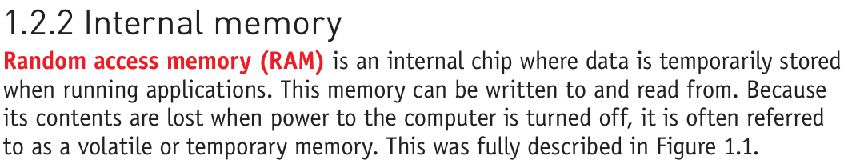 1.2.2 Internal memory
Random access memory (RAM) is an internal chip where data is temporarily stored
when running applications. This memory can be written to and read from. Because
its contents are lost when power to the computer is turned off, it is often referred
to as a volatile or temporary memory. This was fully described in Figure 1.1.